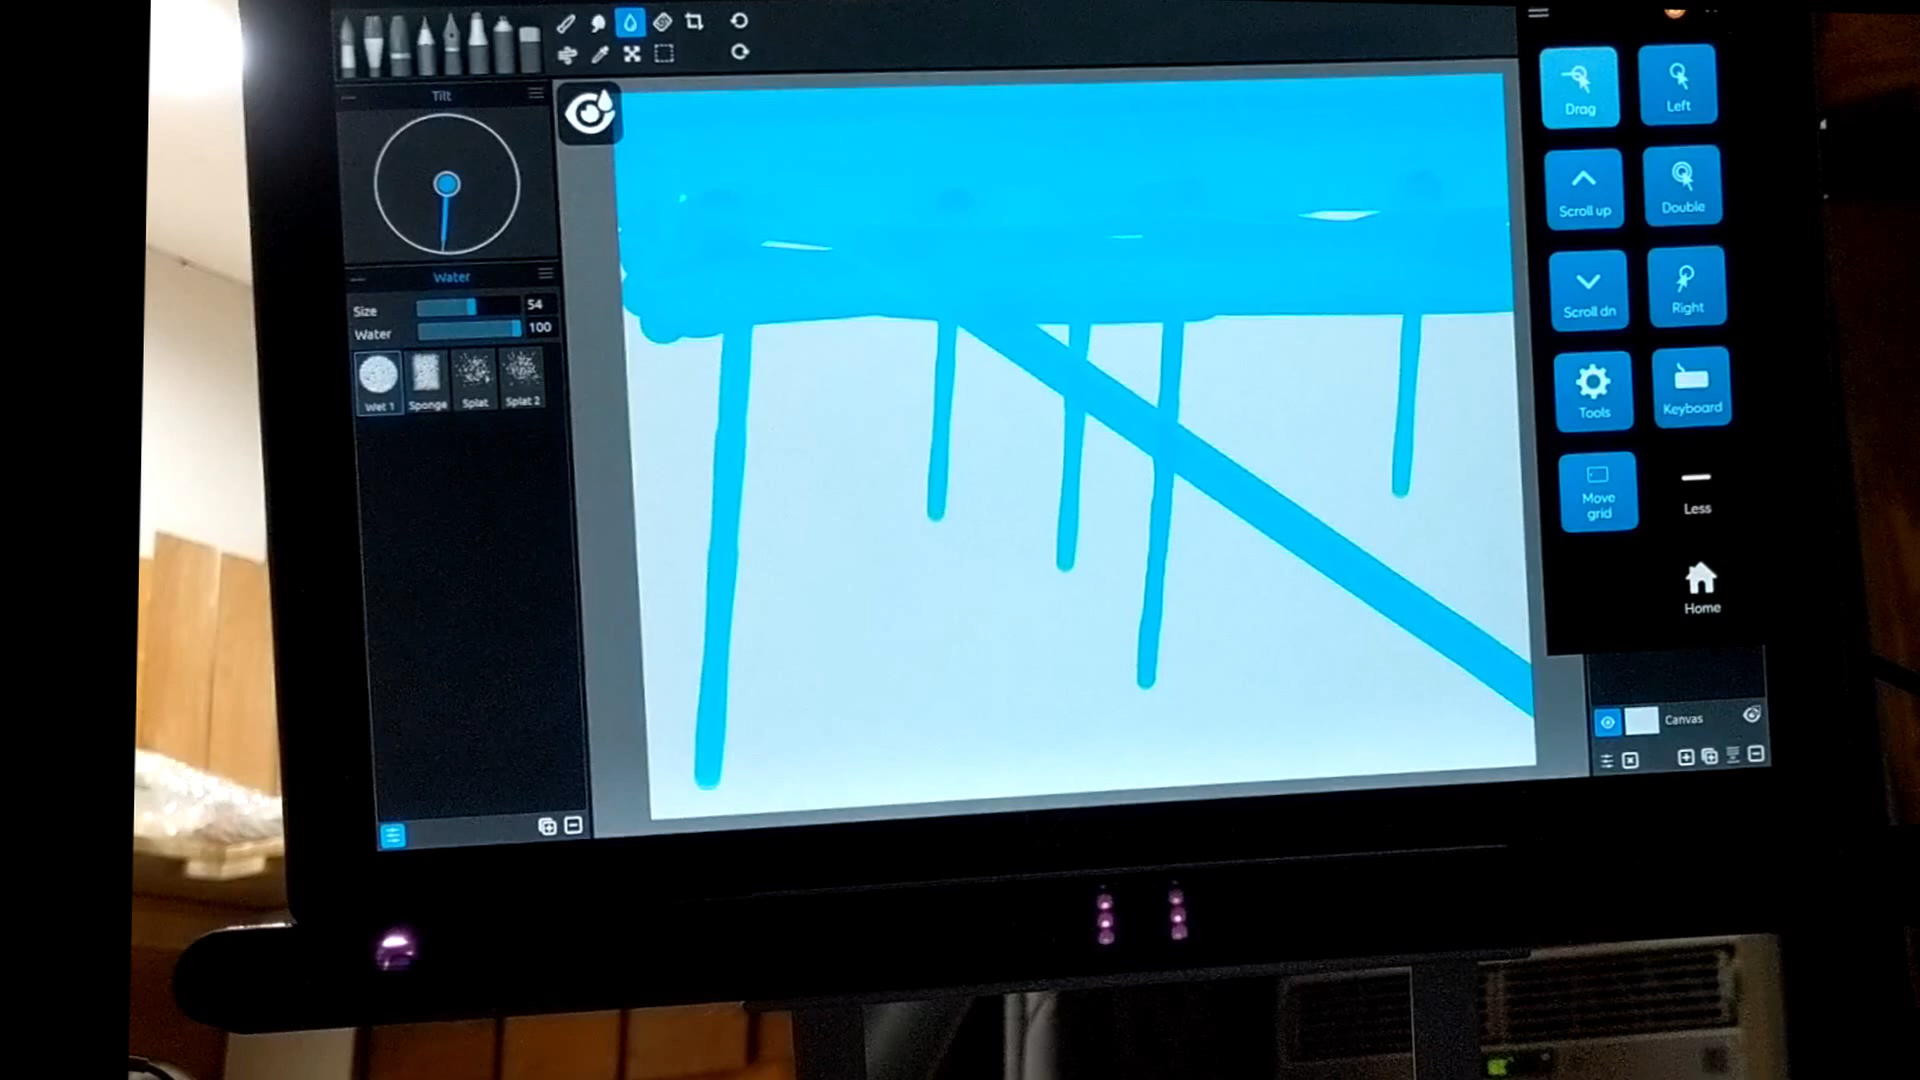 Tilt
Water
Size 54
Water 100
Wet 1 Sponge Splat Splat 2
Drag Left
Scroll up Double
Scroll dn Right
Tools Keyboard
Move
grid
Less
Home
Canvas